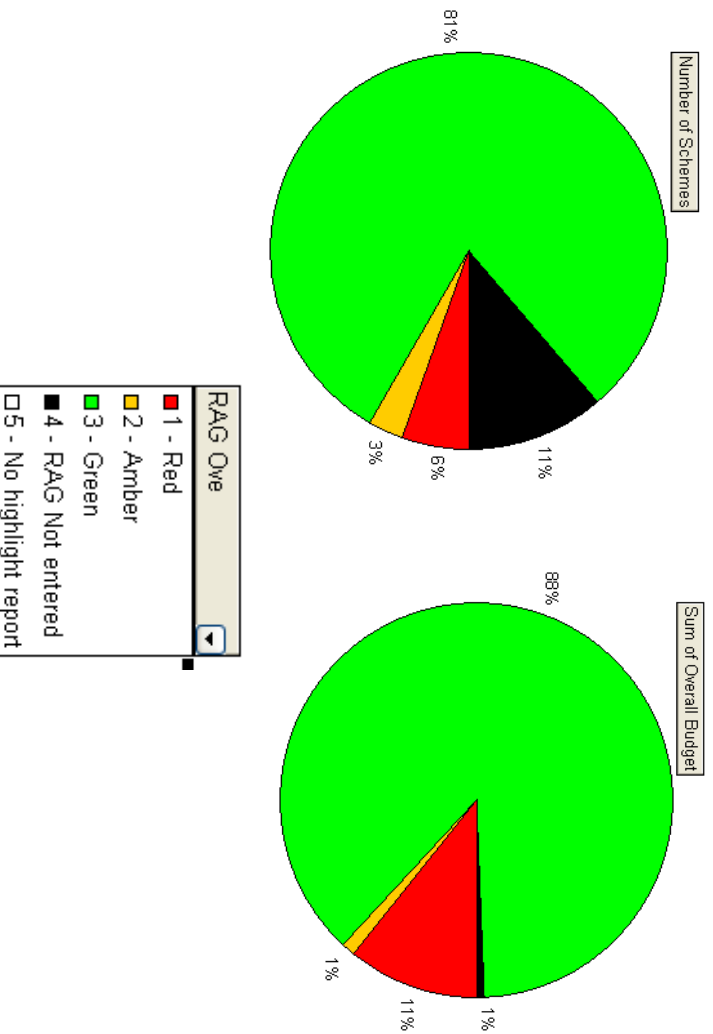 Number of Schemes
81%
11%
6%
3%
Sum of Overall Budget
88%
1%
11%
1%
RAG Ove
1 - Red
2 - Amber
3 - Green
4 - RAG Not entered
5 - No highlight report